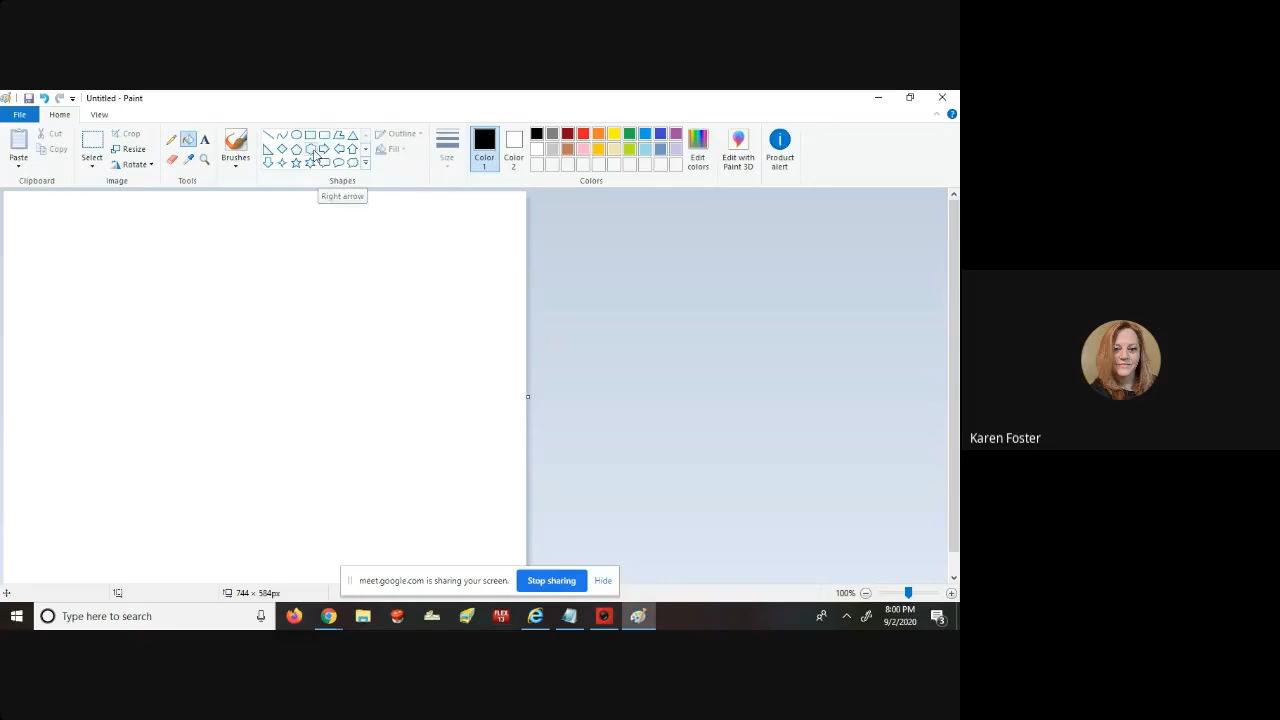 Untitled - Paint
File Home View
Paste
Cut
Copy
Clipboard
Select
Crop
Resize
Rotate
Image
A
Tools
Brushes
Shapes
Outline
Fill
Size
Color 1
Color 2
Colors
Edit colors
Edit with Paint 3D
Product alert
Right arrow
Karen Foster
meet.google.com is sharing your screen. Stop sharing Hide
744 × 584px
100%
Type here to search
FLEX 13
8:00 PM
9/2/2020
3